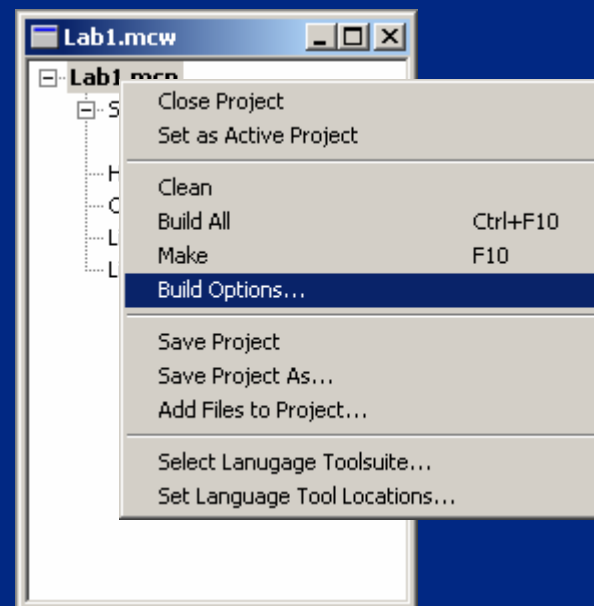 Lab1.mcw
Lab1.mcp
S
Close Project
Set as Active Project
H
Clean
O
Build All Ctrl+F10
L
Make F10
L
Build Options...
Save Project
Save Project As...
Add Files to Project...
Select Lanugage Toolsuite...
Set Language Tool Locations...